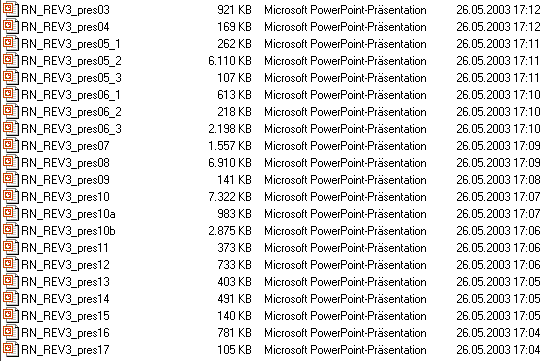 RN_REV3_pres03 921 KB Microsoft PowerPoint-Präsentation 26.05.2003 17:12
RN_REV3_pres04 169 KB Microsoft PowerPoint-Präsentation 26.05.2003 17:12
RN_REV3_pres05_1 262 KB Microsoft PowerPoint-Präsentation 26.05.2003 17:11
RN_REV3_pres05_2 6.110 KB Microsoft PowerPoint-Präsentation 26.05.2003 17:11
RN_REV3_pres05_3 107 KB Microsoft PowerPoint-Präsentation 26.05.2003 17:11
RN_REV3_pres06_1 613 KB Microsoft PowerPoint-Präsentation 26.05.2003 17:10
RN_REV3_pres06_2 218 KB Microsoft PowerPoint-Präsentation 26.05.2003 17:10
RN_REV3_pres06_3 2.198 KB Microsoft PowerPoint-Präsentation 26.05.2003 17:10
RN_REV3_pres07 1.557 KB Microsoft PowerPoint-Präsentation 26.05.2003 17:09
RN_REV3_pres08 6.910 KB Microsoft PowerPoint-Präsentation 26.05.2003 17:09
RN_REV3_pres09 141 KB Microsoft PowerPoint-Präsentation 26.05.2003 17:08
RN_REV3_pres10 7.322 KB Microsoft PowerPoint-Präsentation 26.05.2003 17:07
RN_REV3_pres10a 983 KB Microsoft PowerPoint-Präsentation 26.05.2003 17:07
RN_REV3_pres10b 2.875 KB Microsoft PowerPoint-Präsentation 26.05.2003 17:06
RN_REV3_pres11 373 KB Microsoft PowerPoint-Präsentation 26.05.2003 17:06
RN_REV3_pres12 733 KB Microsoft PowerPoint-Präsentation 26.05.2003 17:06
RN_REV3_pres13 403 KB Microsoft PowerPoint-Präsentation 26.05.2003 17:05
RN_REV3_pres14 491 KB Microsoft PowerPoint-Präsentation 26.05.2003 17:05
RN_REV3_pres15 140 KB Microsoft PowerPoint-Präsentation 26.05.2003 17:05
RN_REV3_pres16 781 KB Microsoft PowerPoint-Präsentation 26.05.2003 17:04
RN_REV3_pres17 105 KB Microsoft PowerPoint-Präsentation 26.05.2003 17:04